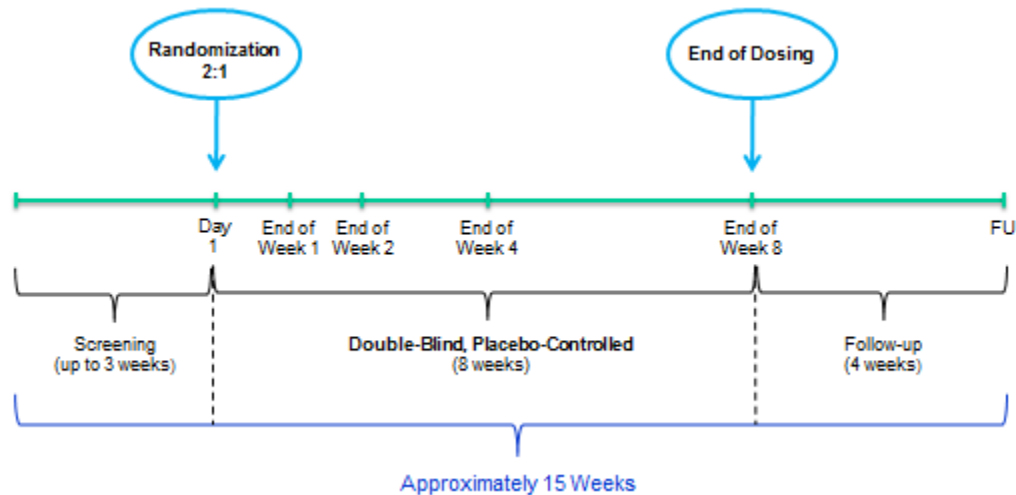 Randomization
2:1
End of Dosing
Day
1
End of
Week 1
End of
Week 2
End of
Week 4
End of
Week 8
FU
Screening
(up to 3 weeks)
Double-Blind, Placebo-Controlled
(8 weeks)
Follow-up
(4 weeks)
Approximately 15 Weeks